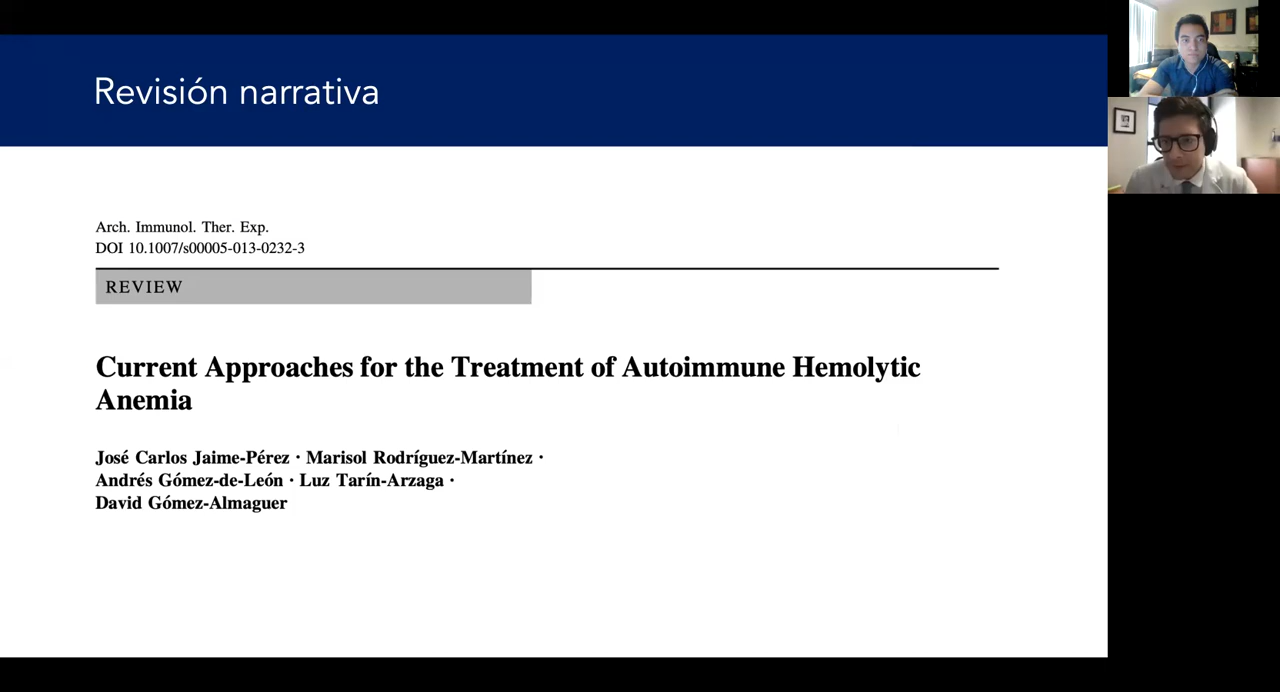 Revisión narrativa
Arch. Immunol. Ther. Exp.
DOI 10.1007/s00005-013-0232-3
REVIEW
Current Approaches for the Treatment of Autoimmune Hemolytic
Anemia
José Carlos Jaime-Pérez · Marisol Rodríguez-Martínez ·
Andrés Gómez-de-León · Luz Tarín-Arzaga ·
David Gómez-Almaguer